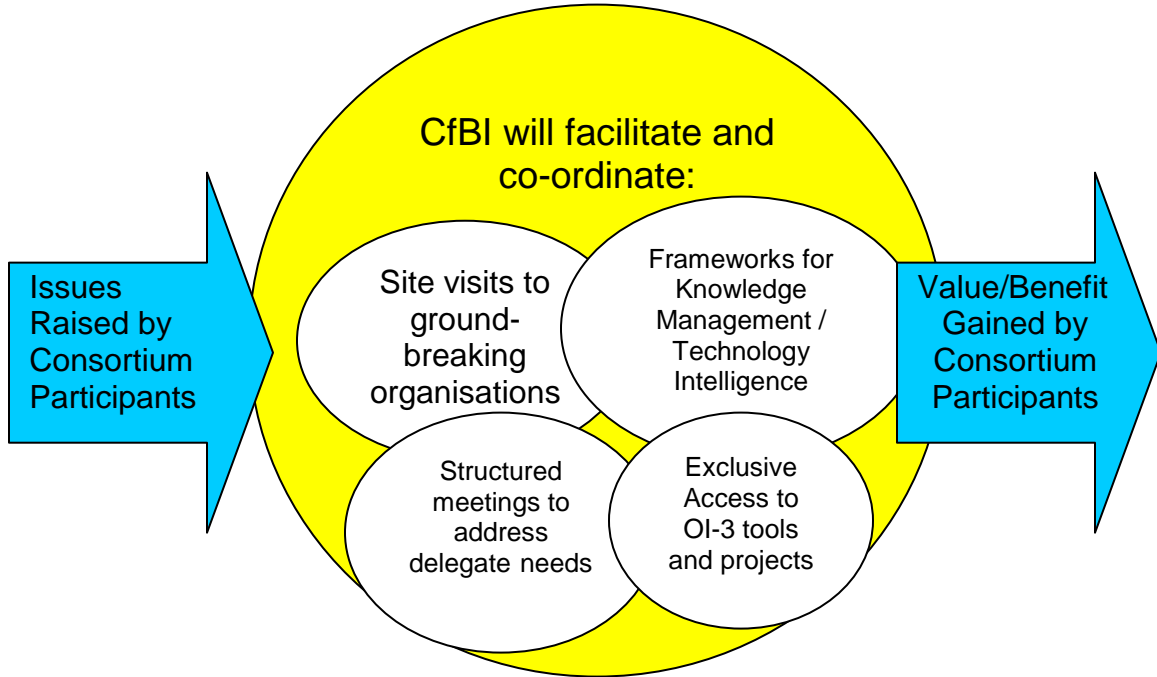 CfBI will facilitate and
co-ordinate:
Issues
Raised by
Consortium
Participants
Site visits to
ground-
breaking
organisations
Frameworks for
Knowledge
Management /
Technology
Intelligence
Structured
meetings to
address
delegate needs
Exclusive
Access to
OI-3 tools
and projects
Value/Benefit
Gained by
Consortium
Participants